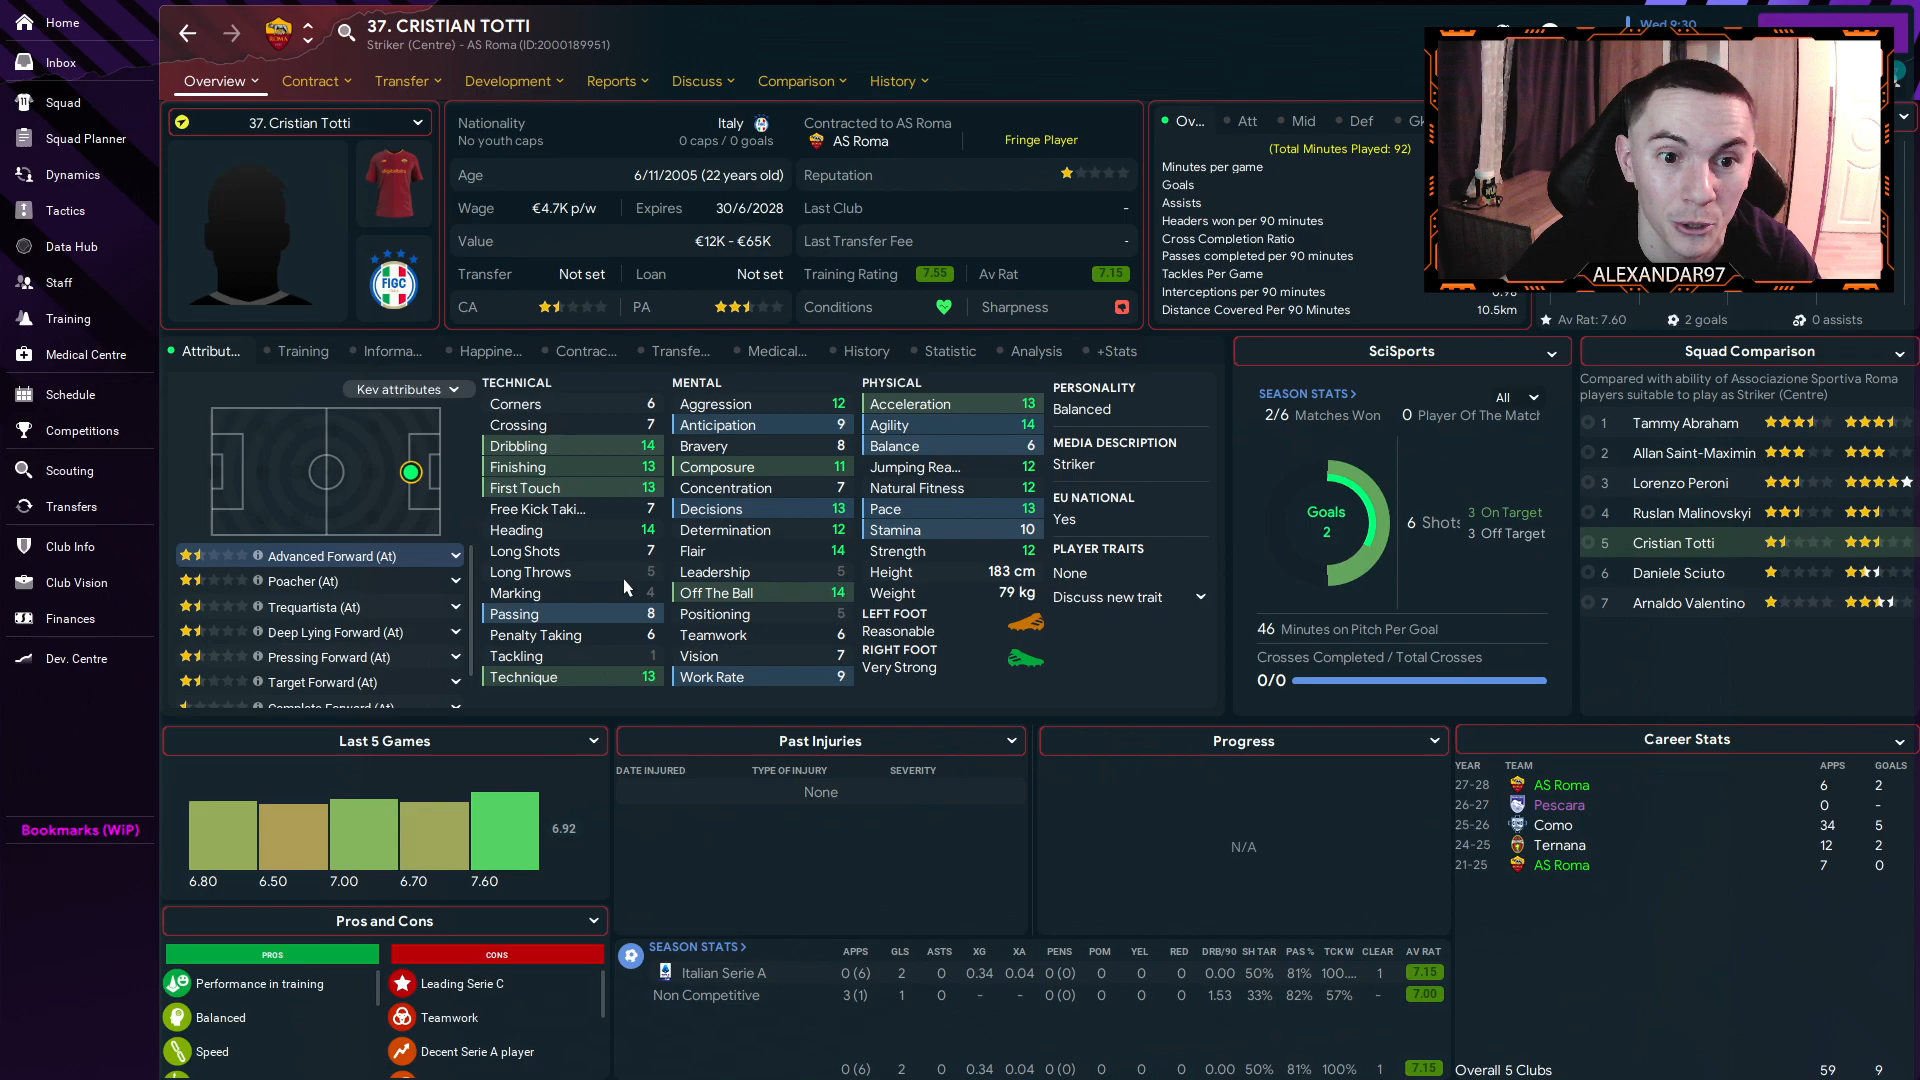 Home
Inbox
Squad
Squad Planner
Dynamics
Tactics
Data Hub
Staff
Training
Medical Centre
Schedule
Competitions
Scouting
Transfers
Club Info
Club Vision
Finances
Dev. Centre
Bookmarks (WiP)
37. CRISTIAN TOTTI
Striker (Centre) - AS Roma (ID:2000189951)
Wed 9:30
Overview Contract Transfer Development Reports Discuss Comparison History
37. Cristian Totti
FIGC
Nationality Italy
No youth caps 0 caps / 0 goals
Age 6/11/2005 (22 years old)
Wage €4.7K p/w Expires 30/6/2028
Value €12K - €65K
Transfer Not set Loan Not set
CA PA
Contracted to AS Roma
AS Roma Fringe Player
Reputation
Last Club -
Last Transfer Fee -
Training Rating 7.55 Av Rat 7.15
Conditions Sharpness
Ov... Att Mid Def Gk
(Total Minutes Played: 92)
Minutes per game
Goals
Assists
Headers won per 90 minutes
Cross Completion Ratio
Passes completed per 90 minutes
Tackles Per Game
Interceptions per 90 minutes 0.98
Distance Covered Per 90 Minutes 10.5km
ALEXANDAR97
Av Rat: 7.60 2 goals 0 assists
Attribut... Training Informa... Happine... Contrac... Transfe... Medical... History Statistic Analysis +Stats
Key attributes
Advanced Forward (At)
Poacher (At)
Trequartista (At)
Deep Lying Forward (At)
Pressing Forward (At)
Target Forward (At)
Complete Forward (At)
TECHNICAL
Corners 6
Crossing 7
Dribbling 14
Finishing 13
First Touch 13
Free Kick Taki... 7
Heading 14
Long Shots 7
Long Throws 5
Marking 4
Passing 8
Penalty Taking 6
Tackling 1
Technique 13
MENTAL
Aggression 12
Anticipation 9
Bravery 8
Composure 11
Concentration 7
Decisions 13
Determination 12
Flair 14
Leadership 5
Off The Ball 14
Positioning 5
Teamwork 6
Vision 7
Work Rate 9
PHYSICAL
Acceleration 13
Agility 14
Balance 6
Jumping Rea... 12
Natural Fitness 12
Pace 13
Stamina 10
Strength 12
Height 183 cm
Weight 79 kg
LEFT FOOT
Reasonable
RIGHT FOOT
Very Strong
PERSONALITY
Balanced
MEDIA DESCRIPTION
Striker
EU NATIONAL
Yes
PLAYER TRAITS
None
Discuss new trait
SciSports
SEASON STATS > All
2/6 Matches Won 0 Player Of The Match
Goals
2
6 Shots
3 On Target
3 Off Target
46 Minutes on Pitch Per Goal
Crosses Completed / Total Crosses
0/0
Squad Comparison
Compared with ability of Associazione Sportiva Roma
players suitable to play as Striker (Centre)
1 Tammy Abraham
2 Allan Saint-Maximin
3 Lorenzo Peroni
4 Ruslan Malinovskyi
5 Cristian Totti
6 Daniele Sciuto
7 Arnaldo Valentino
Last 5 Games
6.92
6.80 6.50 7.00 6.70 7.60
Past Injuries
DATE INJURED TYPE OF INJURY SEVERITY
None
Progress
N/A
Career Stats
YEAR TEAM APPS GOALS
27-28 AS Roma 6 2
26-27 Pescara 0 -
25-26 Como 34 5
24-25 Ternana 12 2
21-25 AS Roma 7 0
Overall 5 Clubs 59 9
Pros and Cons
PROS CONS
Performance in training Leading Serie C
Balanced Teamwork
Speed Decent Serie A player
SEASON STATS > APPS GLS ASTS XG XA PENS POM YEL RED DRB/90 SH TAR PAS % TCK W CLEAR AV RAT
Italian Serie A 0 (6) 2 0 0.34 0.04 0 (0) 0 0 0 0.00 50% 81% 100.... 1 7.15
Non Competitive 3 (1) 1 0 - - 0 (0) 0 0 0 1.53 33% 82% 57% - 7.00
0 (6) 2 0 0.34 0.04 0 (0) 0 0 0 0.00 50% 81% 100% 1 7.15